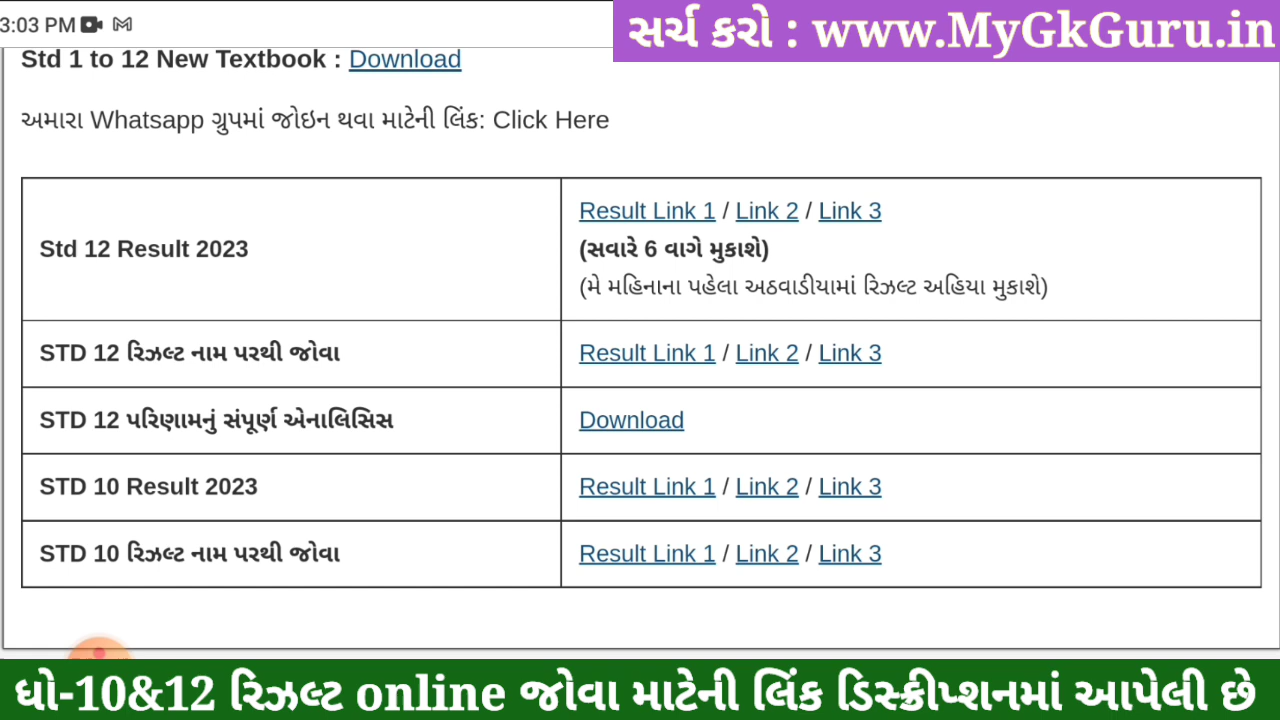 3:03 PM
સર્ચ કરો : www.MyGkGuru.in
Std 1 to 12 New Textbook : Download
અમારા Whatsapp ગ્રુપમાં જોઇન થવા માટેની લિંક: Click Here
Std 12 Result 2023
Result Link 1 / Link 2 / Link 3
(સવારે 6 વાગે મુકાશે)
(મે મહિનાના પહેલા અઠવાડીયામાં રિઝલ્ટ અહિયા મુકાશે)
STD 12 રિઝલ્ટ નામ પરથી જોવા
Result Link 1 / Link 2 / Link 3
STD 12 પરિણામનું સંપૂર્ણ એનાલિસિસ
Download
STD 10 Result 2023
Result Link 1 / Link 2 / Link 3
STD 10 રિઝલ્ટ નામ પરથી જોવા
Result Link 1 / Link 2 / Link 3
ધો-10&12 રિઝલ્ટ online જોવા માટેની લિંક ડિસ્ક્રીપ્શનમાં આપેલી છે